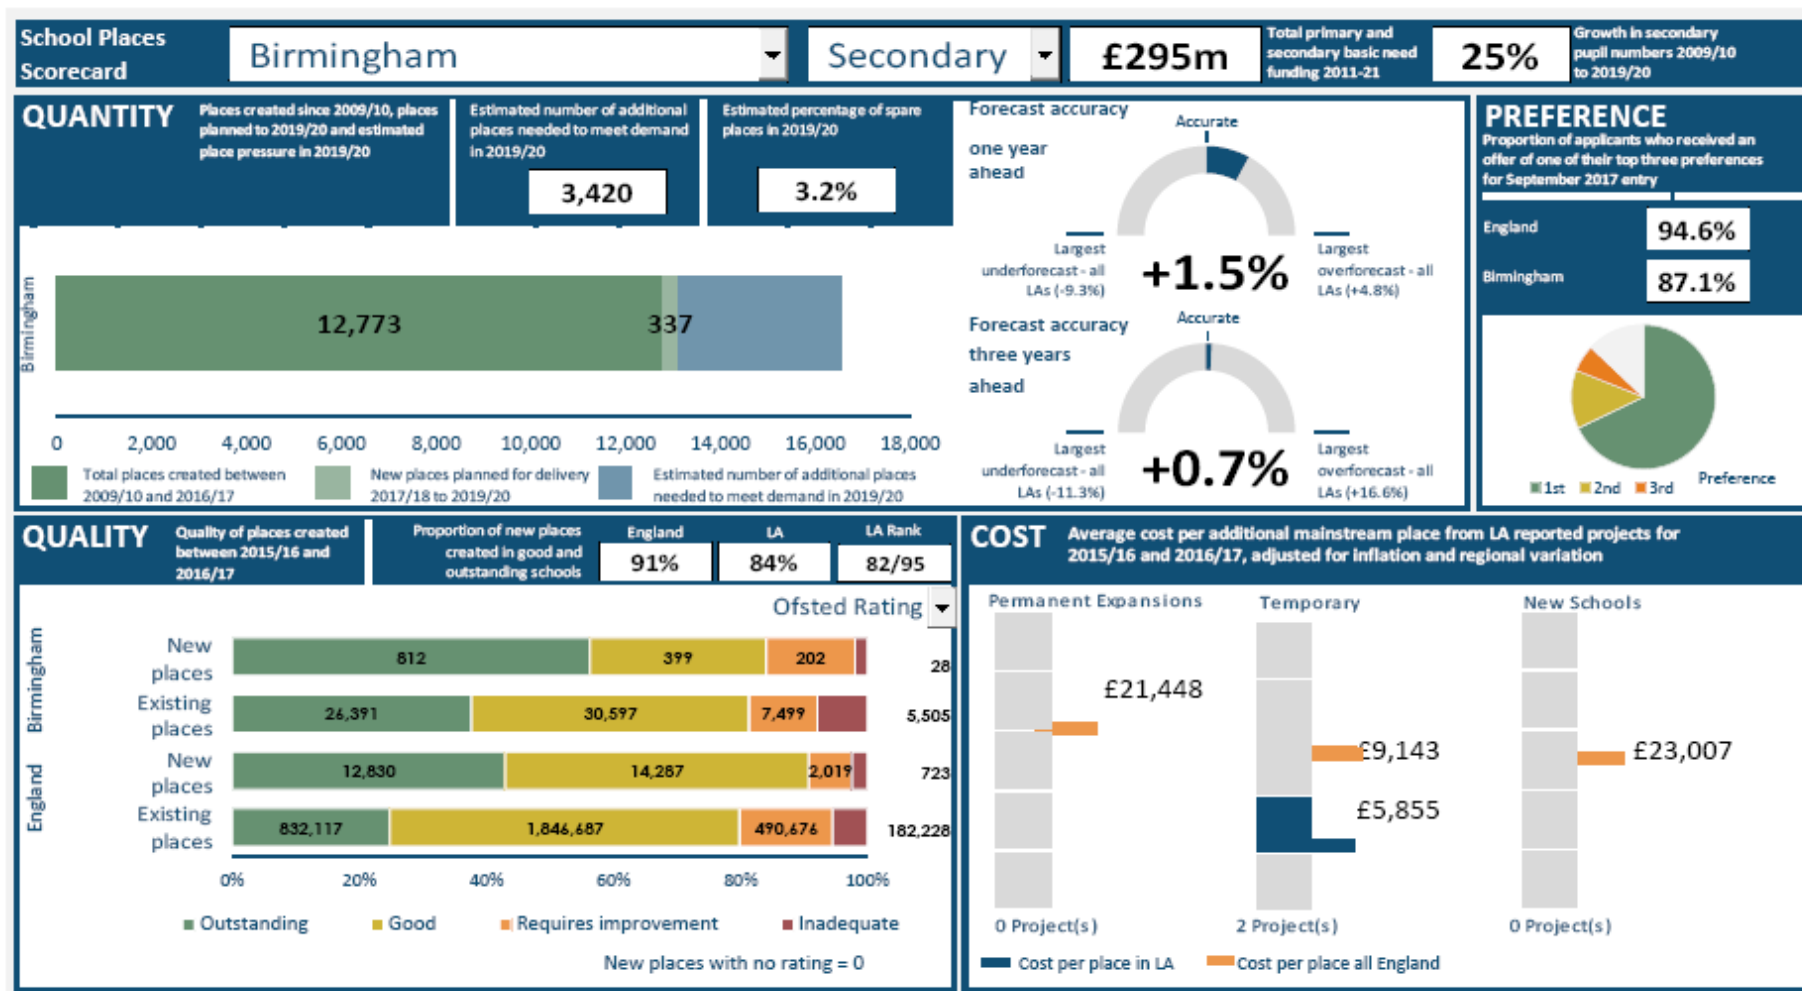 School Places
Scorecard
Birmingham
Secondary
£295m
Total primary and
secondary basic need
funding 2011-21
25%
Growth in secondary
pupil numbers 2009/10
to 2019/20
QUANTITY
Places created since 2009/10, places
planned to 2019/20 and estimated
place pressure in 2019/20
Estimated number of additional
places needed to meet demand
in 2019/20
3,420
Estimated percentage of spare
places in 2019/20
3.2%
Birmingham
12,773
337
0
2,000
4,000
6,000
8,000
10,000
12,000
14,000
16,000
18,000
Total places created between
2009/10 and 2016/17
New places planned for delivery
2017/18 to 2019/20
Estimated number of additional places
needed to meet demand in 2019/20
Forecast accuracy
one year
ahead
Accurate
Largest
underforecast - all
LAs (-9.3%)
+1.5%
Largest
overforecast - all
LAs (+4.8%)
Forecast accuracy
three years
ahead
Accurate
Largest
underforecast - all
LAs (-11.3%)
+0.7%
Largest
overforecast - all
LAs (+16.6%)
PREFERENCE
Proportion of applicants who received an
offer of one of their top three preferences
for September 2017 entry
England
94.6%
Birmingham
87.1%
1st
2nd
3rd
Preference
QUALITY
Quality of places created
between 2015/16 and
2016/17
Proportion of new places
created in good and
outstanding schools
England
91%
LA
84%
LA Rank
82/95
Ofsted Rating
Birmingham
New
places
812
399
202
28
Existing
places
26,391
30,597
7,499
5,505
England
New
places
12,830
14,287
2,019
723
Existing
places
832,117
1,846,687
490,676
182,228
0%
20%
40%
60%
80%
100%
Outstanding
Good
Requires improvement
Inadequate
New places with no rating = 0
COST
Average cost per additional mainstream place from LA reported projects for
2015/16 and 2016/17, adjusted for inflation and regional variation
Permanent Expansions
£21,448
0 Project(s)
Temporary
£9,143
£5,855
2 Project(s)
New Schools
£23,007
0 Project(s)
Cost per place in LA
Cost per place all England